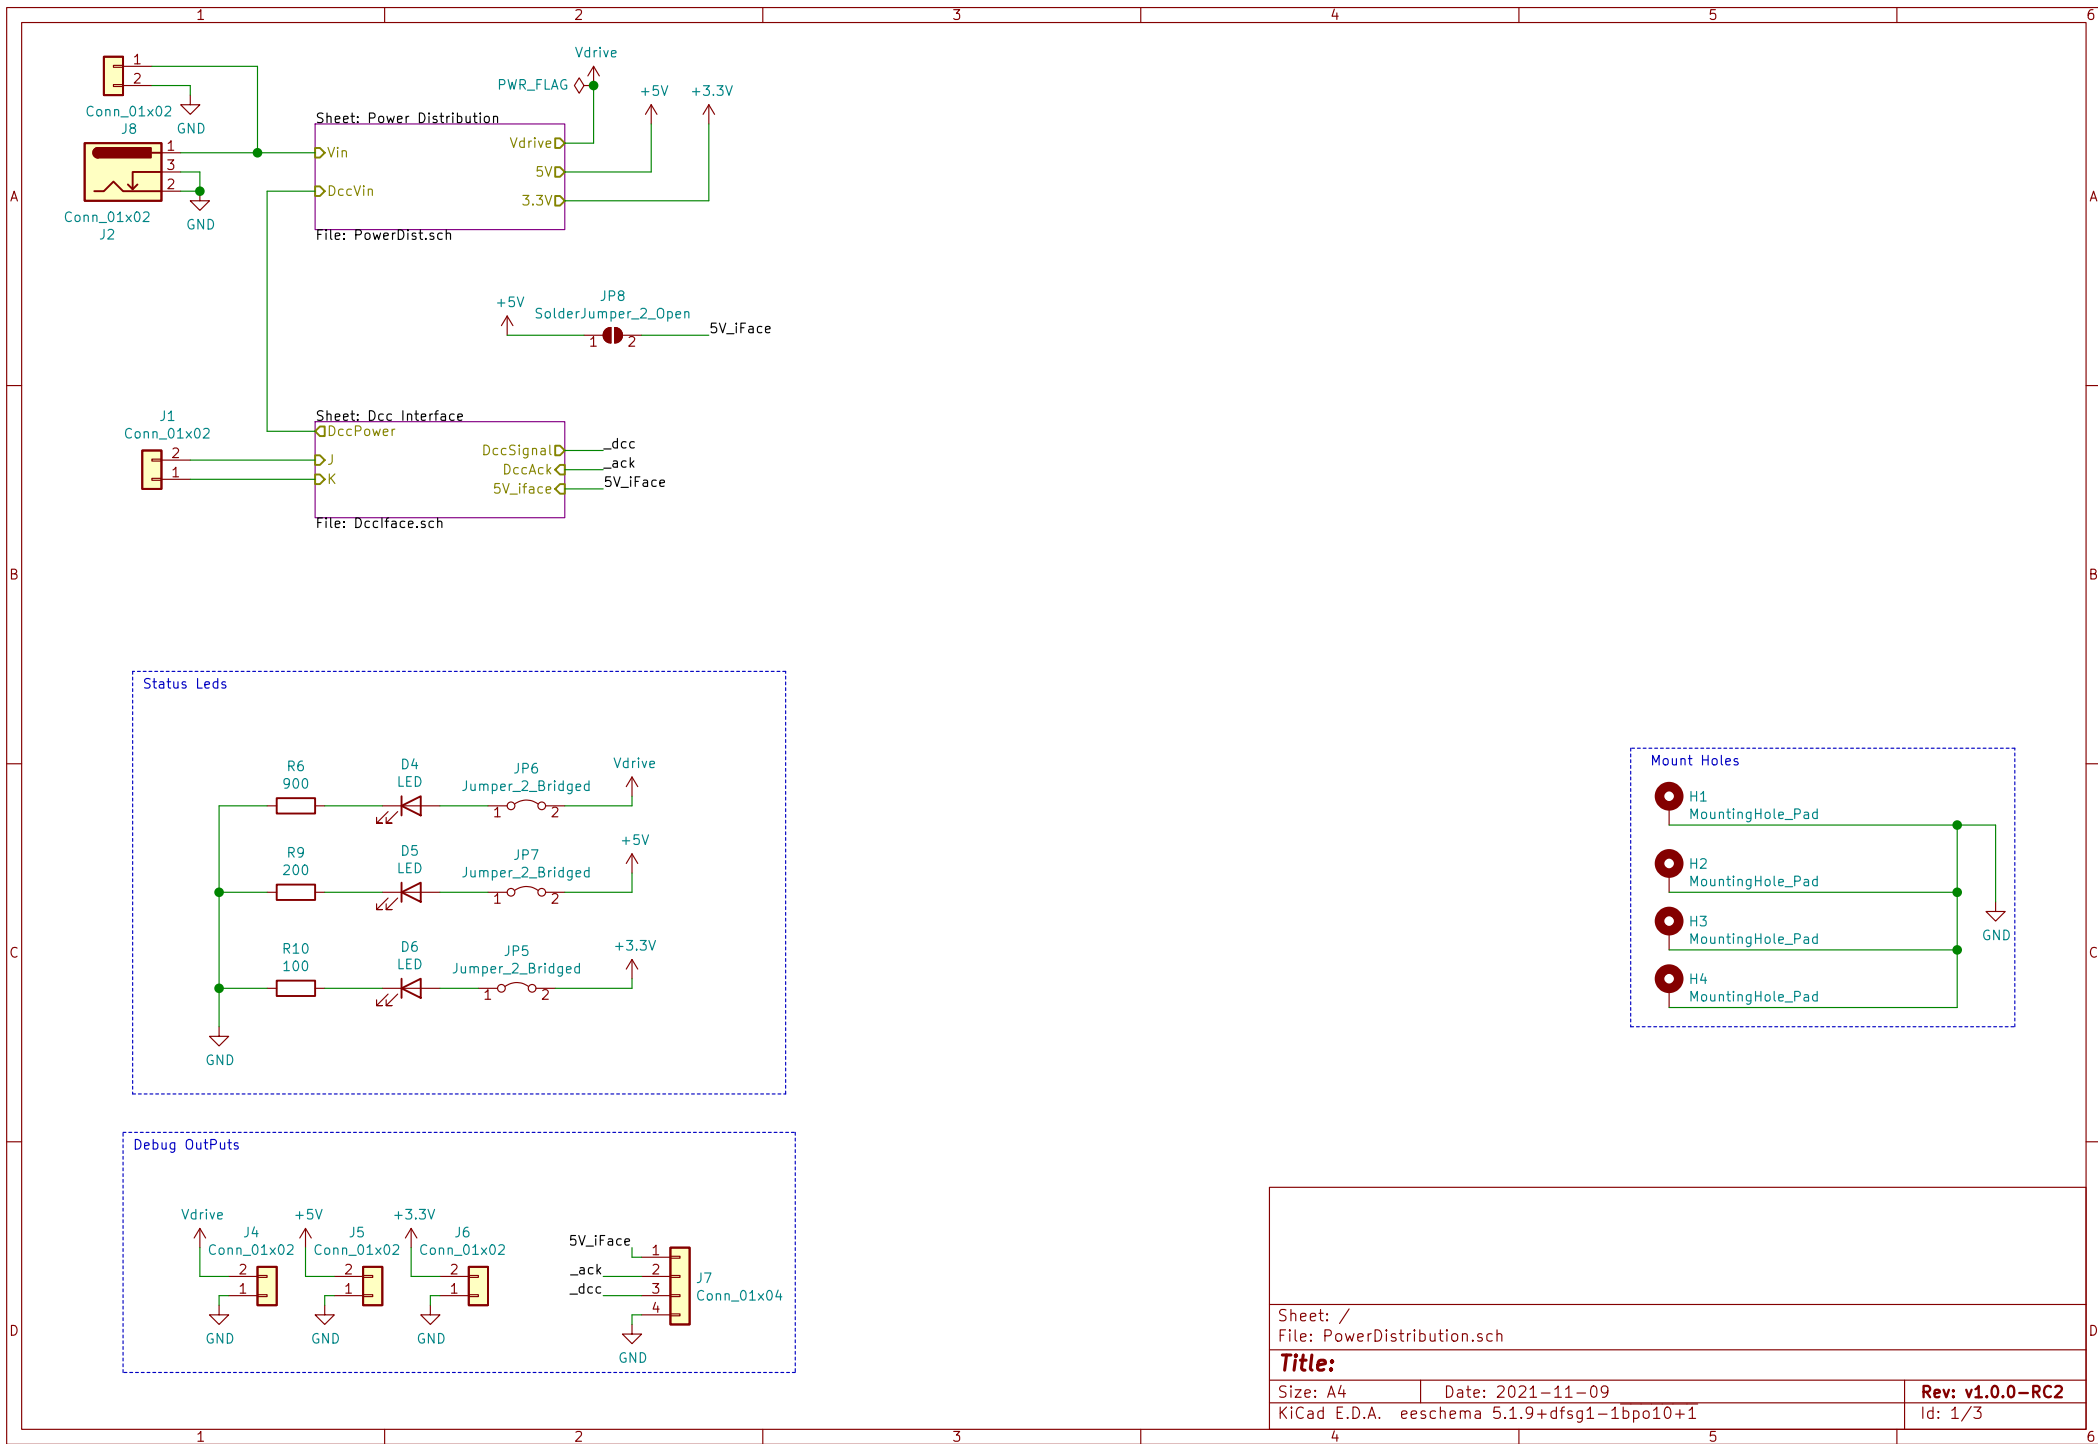 1 2 3 4 5 6
A
B
C
D
A
B
C
D
1 2 3 4 5 6
1
2
Conn_01x02
J8
GND
1
3
2
Conn_01x02
J2
GND
Sheet: Power Distribution
Vin
DccVin
Vdrive
5V
3.3V
File: PowerDist.sch
Vdrive
PWR_FLAG
+5V
+3.3V
+5V
JP8
SolderJumper_2_Open
1
2
5V_iFace
J1
Conn_01x02
2
1
Sheet: Dcc Interface
DccPower
J
K
DccSignal
DccAck
5V_iface
File: DccIface.sch
_dcc
_ack
5V_iFace
Status Leds
R6
900
D4
LED
JP6
Jumper_2_Bridged
1
2
Vdrive
R9
200
D5
LED
JP7
Jumper_2_Bridged
1
2
+5V
R10
100
D6
LED
JP5
Jumper_2_Bridged
1
2
+3.3V
GND
Mount Holes
H1
MountingHole_Pad
H2
MountingHole_Pad
H3
MountingHole_Pad
H4
MountingHole_Pad
GND
Debug OutPuts
Vdrive
J4
Conn_01x02
2
1
GND
+5V
J5
Conn_01x02
2
1
GND
+3.3V
J6
Conn_01x02
2
1
GND
5V_iFace
_ack
_dcc
1
2
3
4
J7
Conn_01x04
GND
Sheet: /
File: PowerDistribution.sch
Title:
Size: A4 Date: 2021-11-09 Rev: v1.0.0-RC2
KiCad E.D.A. eeschema 5.1.9+dfsg1-1bpo10+1 Id: 1/3